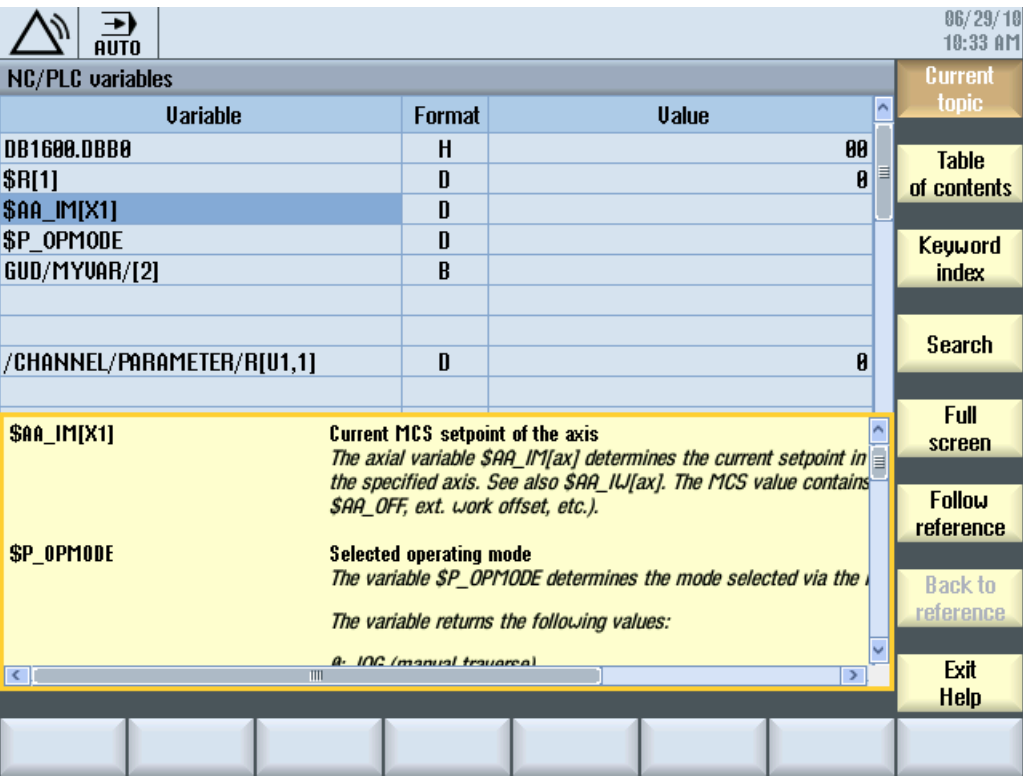 06/29/10
10:33 AM
AUTO
NC/PLC variables
Current
topic
Variable Format Value
DB1600.DBB0 H 00
$R[1] D 0
$AA_IM[X1] D
$P_OPMODE D
GUD/MYVAR/[2] B
/CHANNEL/PARAMETER/R[U1,1] D 0
Table
of contents
Keyword
index
Search
Full
screen
Follow
reference
Back to
reference
Exit
Help
$AA_IM[X1] Current MCS setpoint of the axis
The axial variable $AA_IM[ax] determines the current setpoint in
the specified axis. See also $AA_IW[ax]. The MCS value contains
$AA_OFF, ext. work offset, etc.).
$P_OPMODE Selected operating mode
The variable $P_OPMODE determines the mode selected via the
The variable returns the following values:
0: JOG (manual traverse)